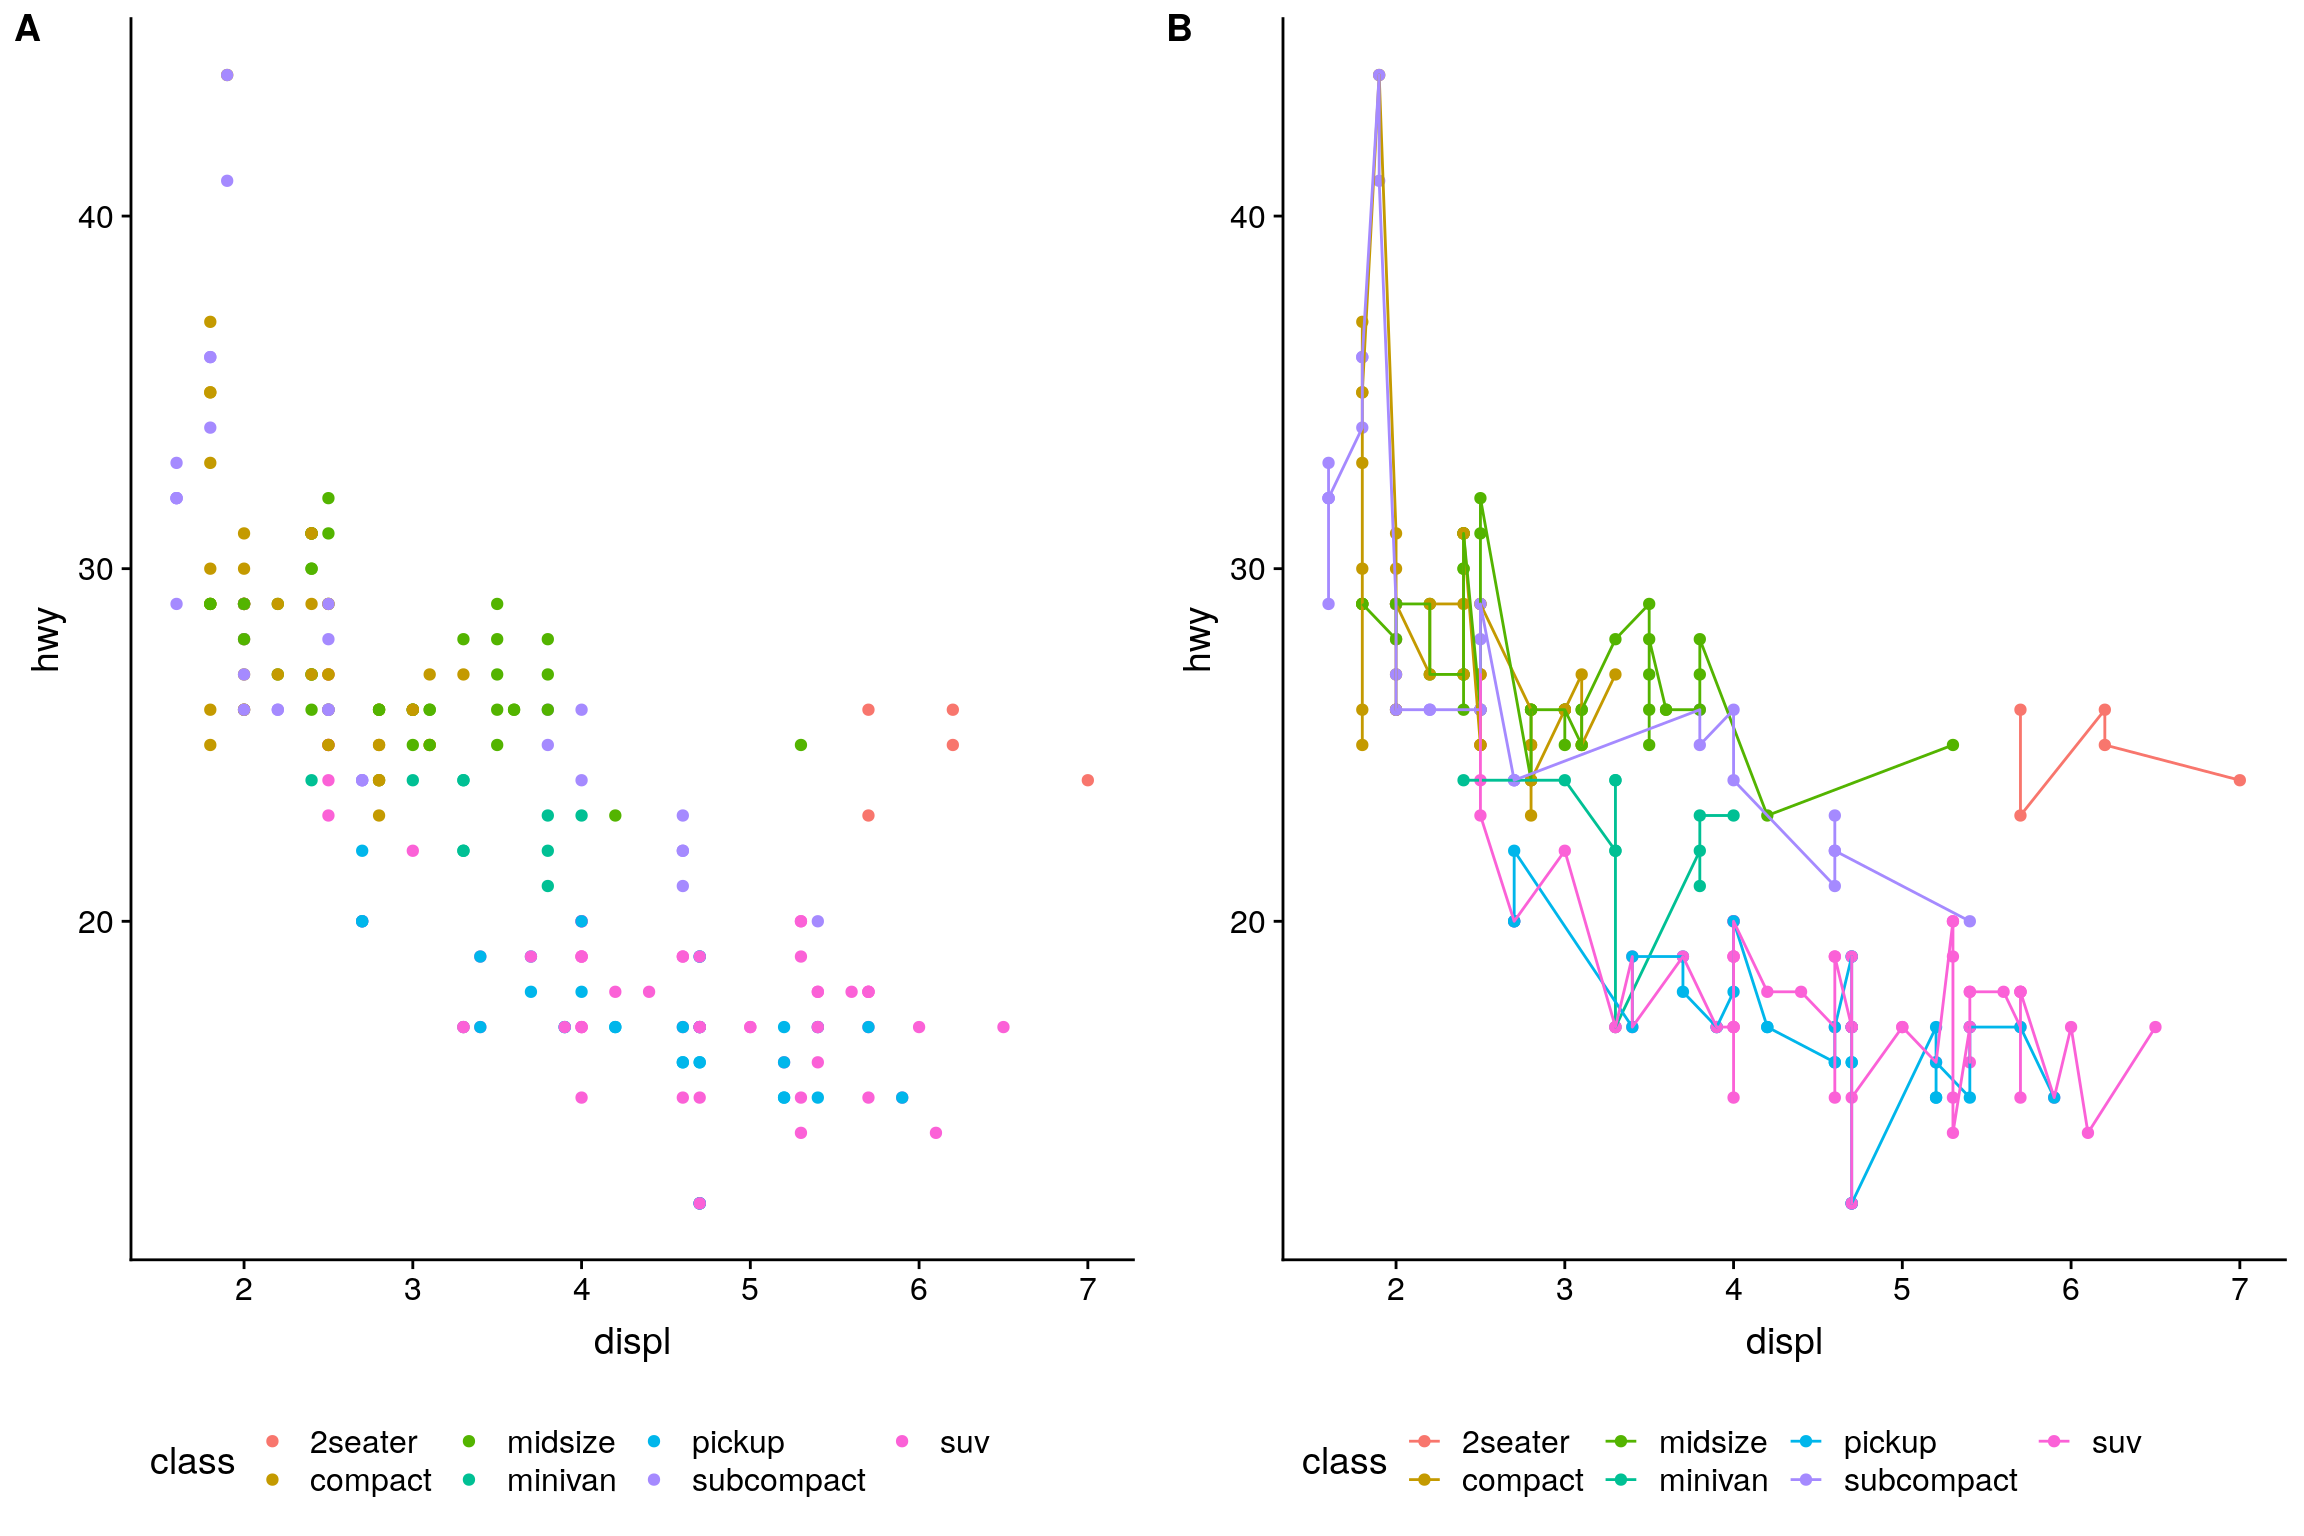 A
hwy
40
30
20
2 3 4 5 6 7
displ
class
2seater midsize pickup suv
compact minivan subcompact
B
hwy
40
30
20
2 3 4 5 6 7
displ
class
2seater midsize pickup suv
compact minivan subcompact